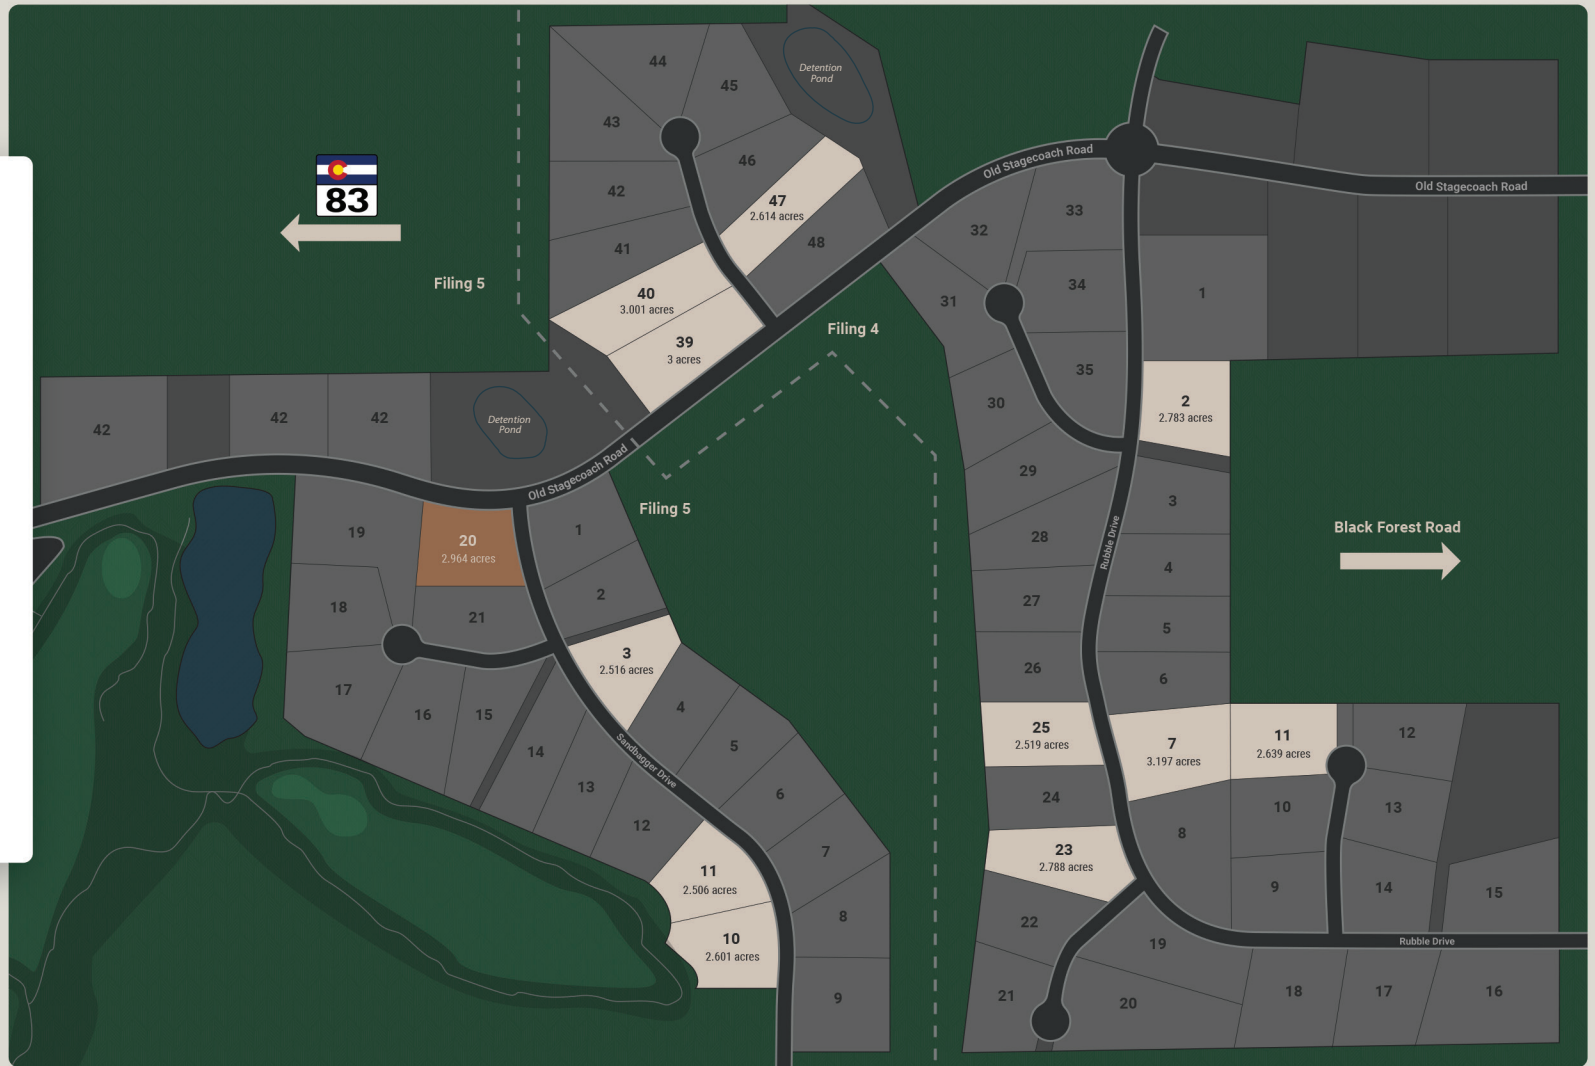 44
45
Detention
Pond
43
46
42
47
2.614 acres
41
48
83
Filing 5
40
3.001 acres
39
3 acres
Filing 4
Old Stagecoach Road
Old Stagecoach Road
32
33
31
34
1
35
30
2
2.783 acres
42
42
42
Detention
Pond
Old Stagecoach Road
Filing 5
29
3
28
Rubble Drive
4
27
5
26
6
Black Forest Road
19
20
2.964 acres
1
18
21
2
17
3
2.516 acres
16
15
4
14
5
Sandbagger Drive
13
6
12
7
11
2.506 acres
8
10
2.601 acres
9
25
2.519 acres
7
3.197 acres
11
2.639 acres
12
24
10
13
8
23
2.788 acres
9
14
15
22
19
Rubble Drive
21
20
18
17
16